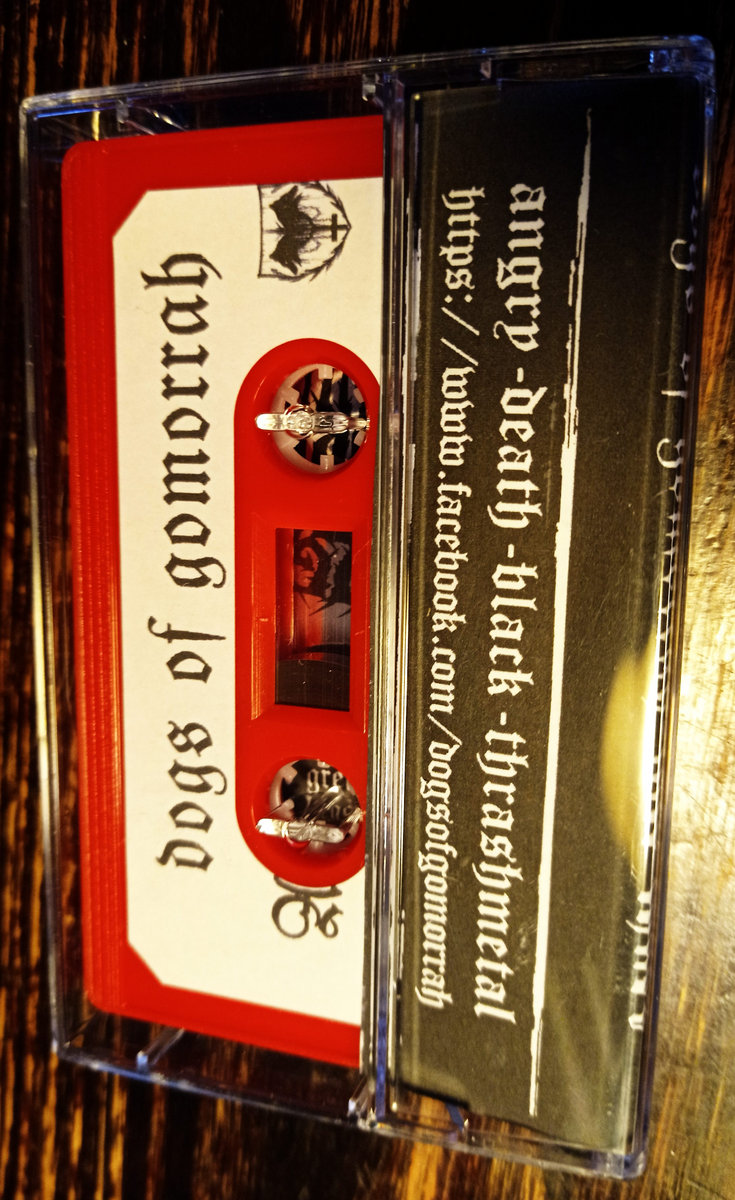 dogs of gomorrah
angry-death-black-thrashmetal
https://www.facebook.com/dogsofgomorrah